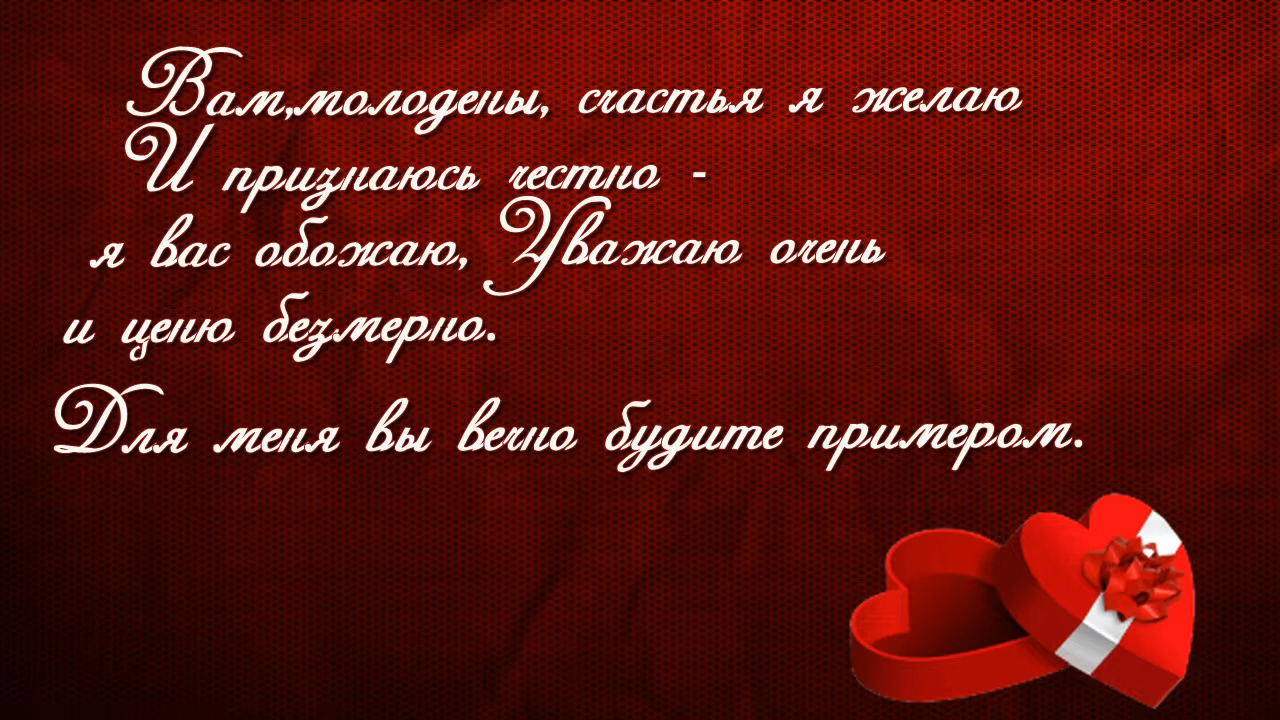 Вам,молодены, счастья я желаю
И признаюсь честно -
я вас обожаю, Уважаю очень
и ценю безмерно.
Для меня вы вечно будите примером.